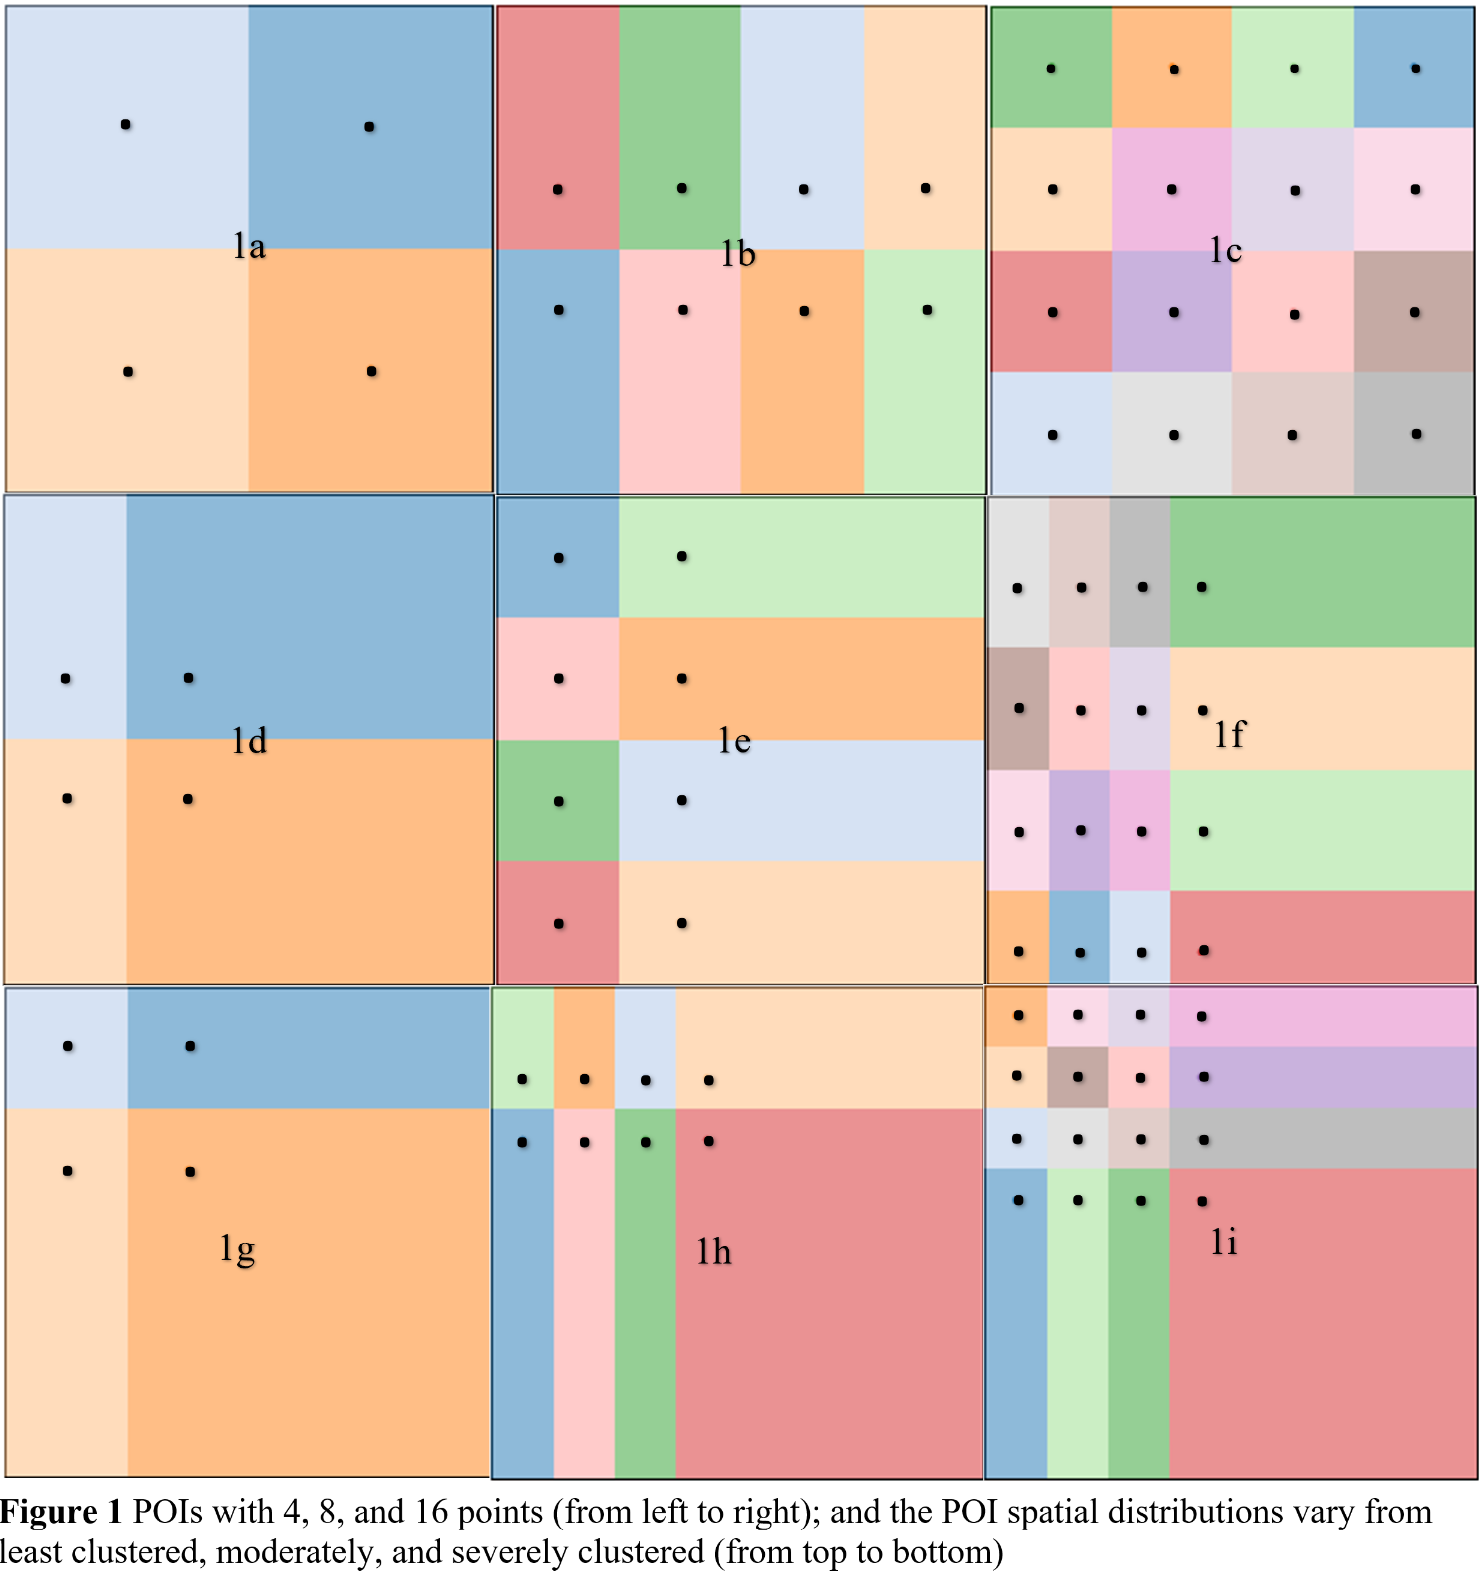 1a
1b
1c
1d
1e
1f
1g
1h
1i
Figure 1 POIs with 4, 8, and 16 points (from left to right); and the POI spatial distributions vary from
least clustered, moderately, and severely clustered (from top to bottom)